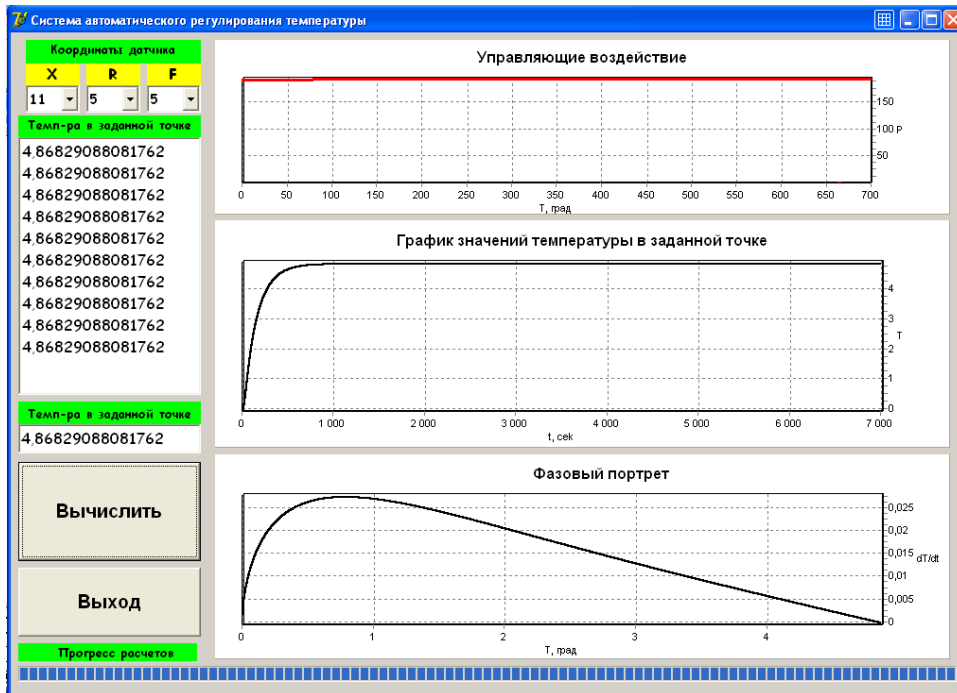 Система автоматического регулирования температуры
Координаты датчика
X R F
11 5 5
Темп-ра в заданной точке
4,86829088081762
4,86829088081762
4,86829088081762
4,86829088081762
4,86829088081762
4,86829088081762
4,86829088081762
4,86829088081762
4,86829088081762
4,86829088081762
Темп-ра в заданной точке
4,86829088081762
Вычислить
Выход
Прогресс расчетов
Управляющие воздействие
150
100 P
50
0 50 100 150 200 250 300 350 400 450 500 550 600 650 700
T, град
График значений температуры в заданной точке
4
3
T
2
1
0
0 1 000 2 000 3 000 4 000 5 000 6 000 7 000
t, сек
Фазовый портрет
0,025
0,02
0,015
dT/dt
0,01
0,005
0
0 1 2 3 4
T, град